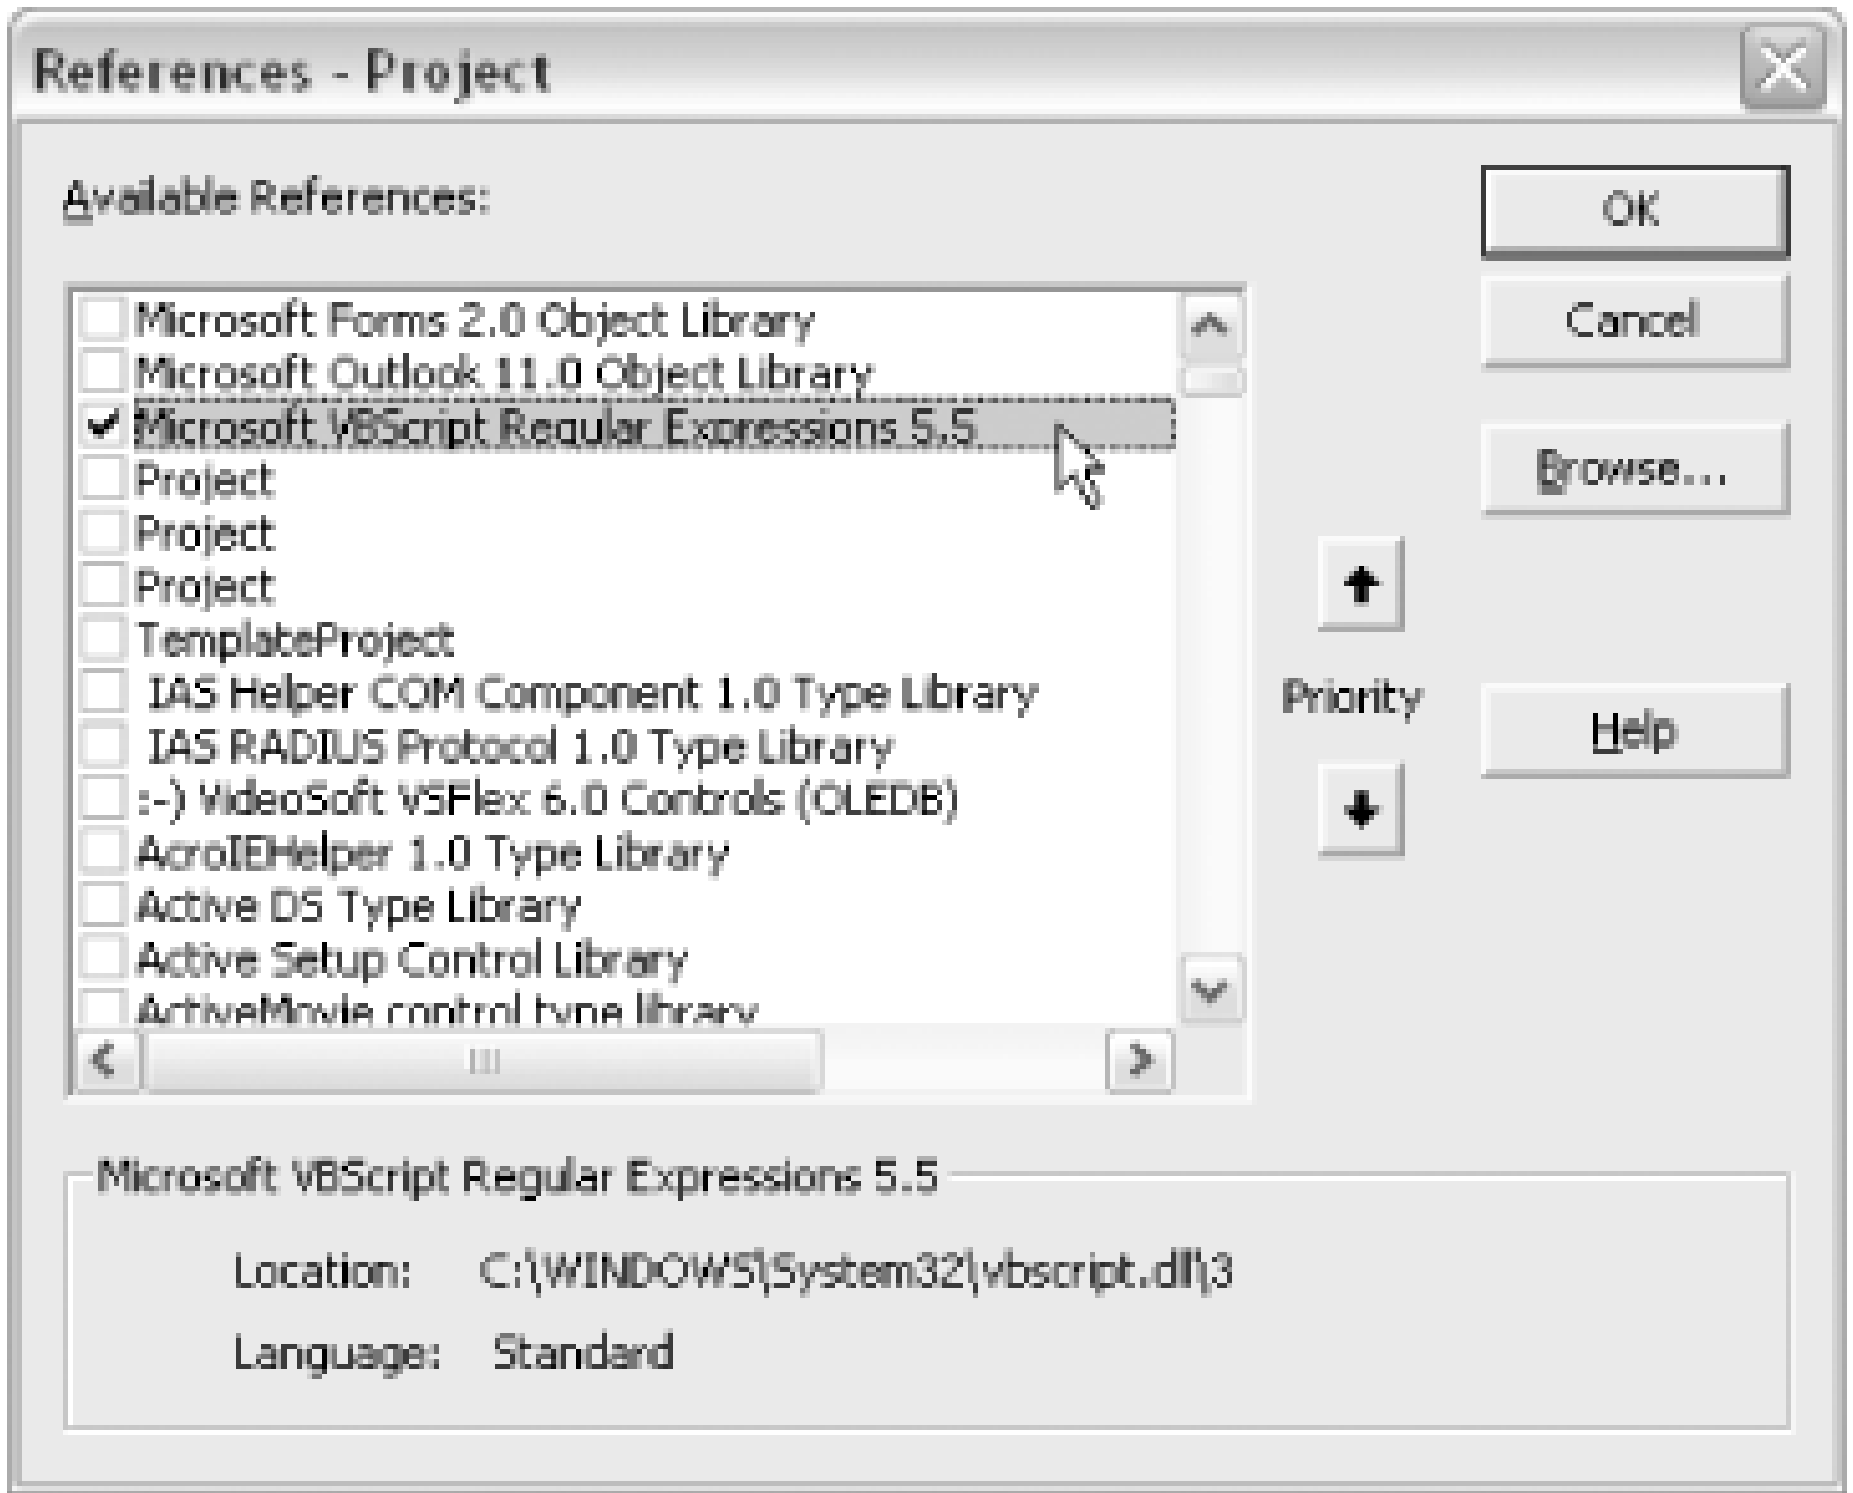 References - Project
Available References:
OK
Cancel
Browse...
Help
Priority
Microsoft Forms 2.0 Object Library
Microsoft Outlook 11.0 Object Library
Microsoft VBScript Regular Expressions 5.5
Project
Project
Project
TemplateProject
IAS Helper COM Component 1.0 Type Library
IAS RADIUS Protocol 1.0 Type Library
:-) VideoSoft VSFlex 6.0 Controls (OLEDB)
AcroIEHelper 1.0 Type Library
Active DS Type Library
Active Setup Control Library
ActiveMovie control type library
Microsoft VBScript Regular Expressions 5.5
Location: C:\WINDOWS\System32\vbscript.dll\3
Language: Standard